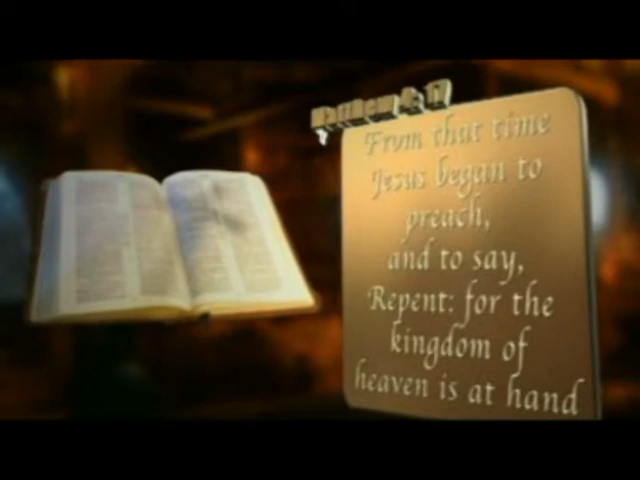 Matthew 4: 17
From that time
Jesus began to
preach,
and to say,
Repent: for the
kingdom of
heaven is at hand